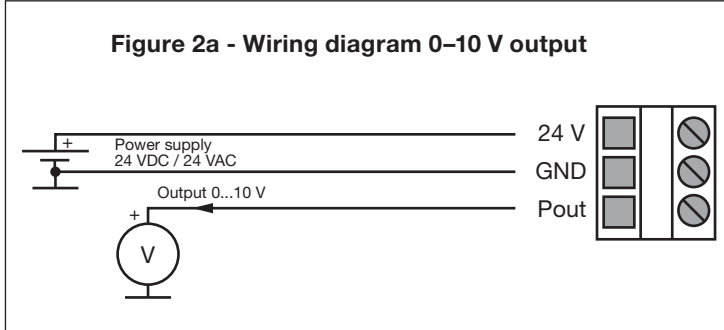 Figure 2a - Wiring diagram 0–10 V output
+
Power supply
24 VDC / 24 VAC
24 V
GND
Output 0...10 V
Pout
+
V